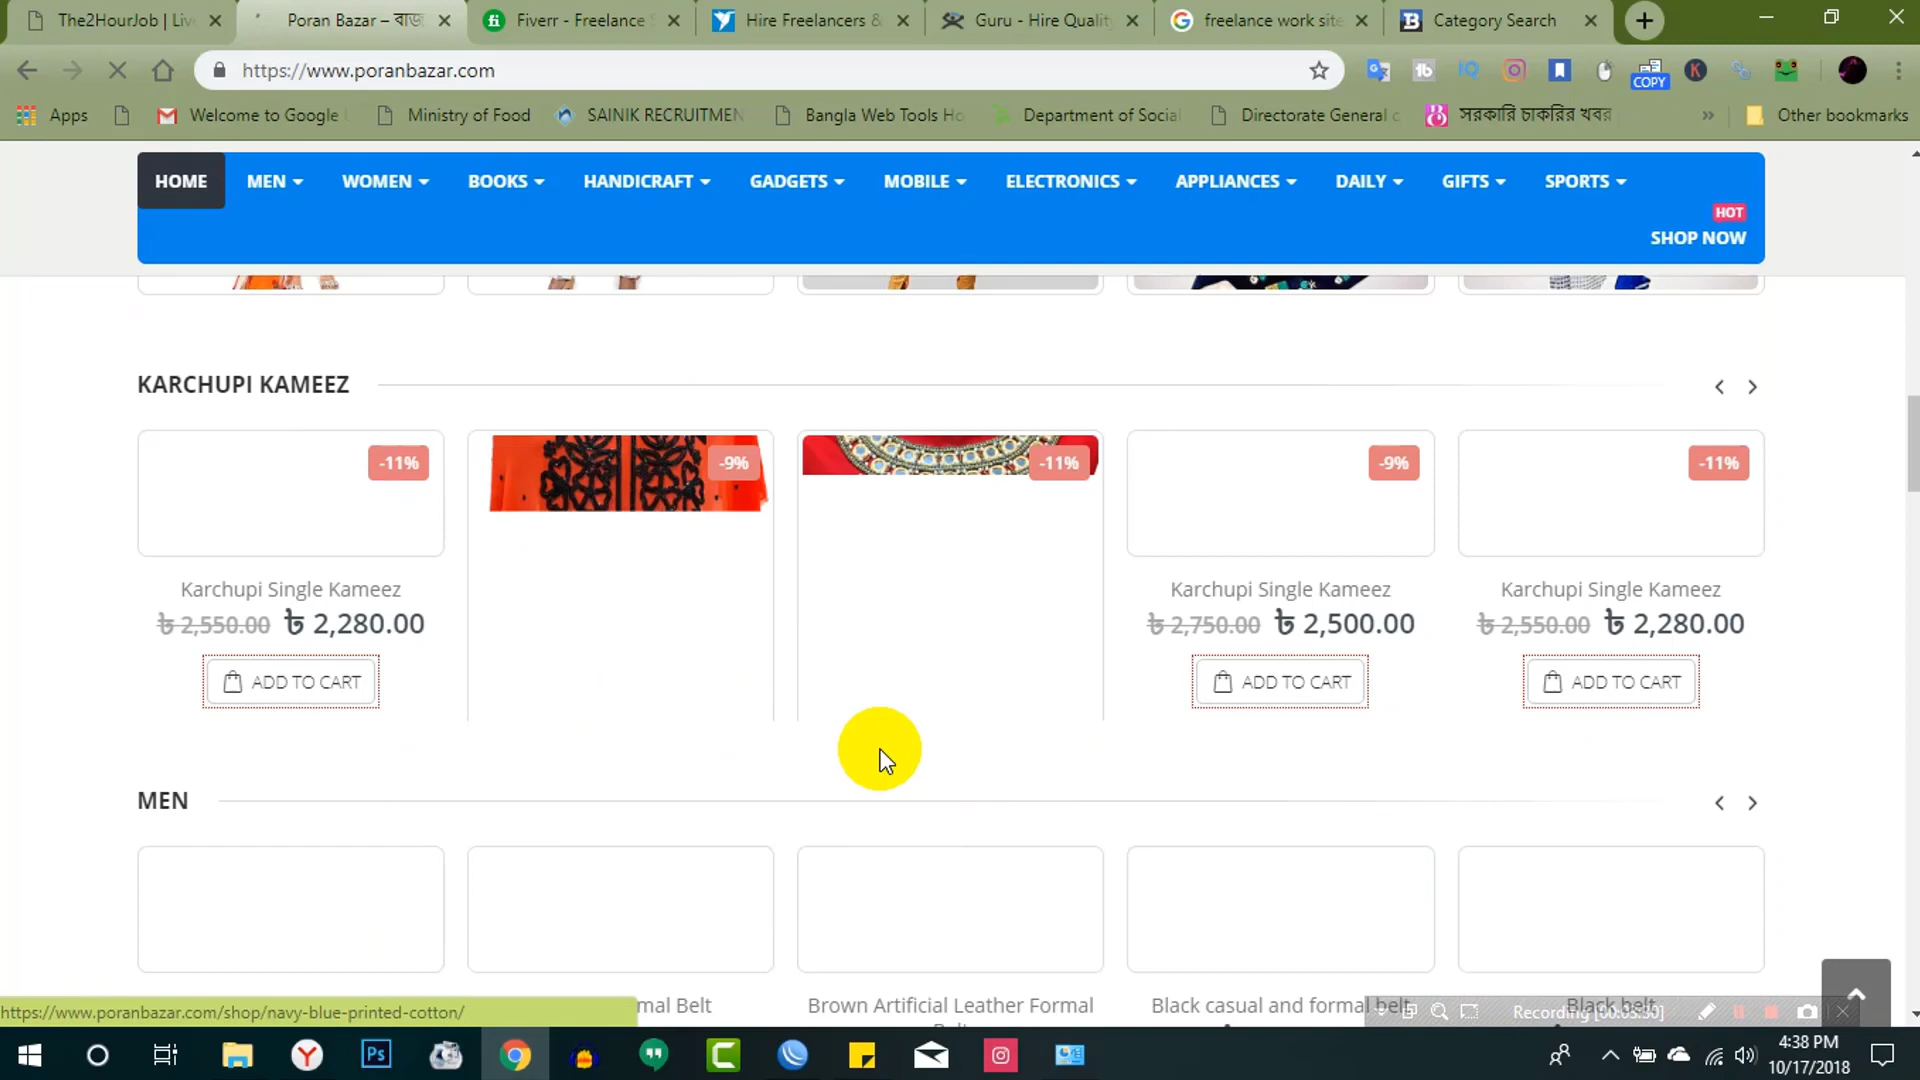 The2HourJob | Liv
Poran Bazar – বাজ
Fiverr - Freelance S
Hire Freelancers &
Guru - Hire Quality
freelance work site
Category Search
https://www.poranbazar.com
COPY
Apps
Welcome to Google
Ministry of Food
SAINIK RECRUITMEN
Bangla Web Tools Ho
Department of Social
Directorate General o
সরকারি চাকরির খবর
Other bookmarks
HOME
MEN
WOMEN
BOOKS
HANDICRAFT
GADGETS
MOBILE
ELECTRONICS
APPLIANCES
DAILY
GIFTS
SPORTS
HOT
SHOP NOW
KARCHUPI KAMEEZ
-11%
-9%
-11%
-9%
-11%
Karchupi Single Kameez
Karchupi Single Kameez
Karchupi Single Kameez
৳ 2,550.00 ৳ 2,280.00
৳ 2,750.00 ৳ 2,500.00
৳ 2,550.00 ৳ 2,280.00
ADD TO CART
ADD TO CART
ADD TO CART
MEN
mal Belt
Brown Artificial Leather Formal
Black casual and formal belt
Black belt
https://www.poranbazar.com/shop/navy-blue-printed-cotton/
Recording [00:03:30]
4:38 PM
10/17/2018